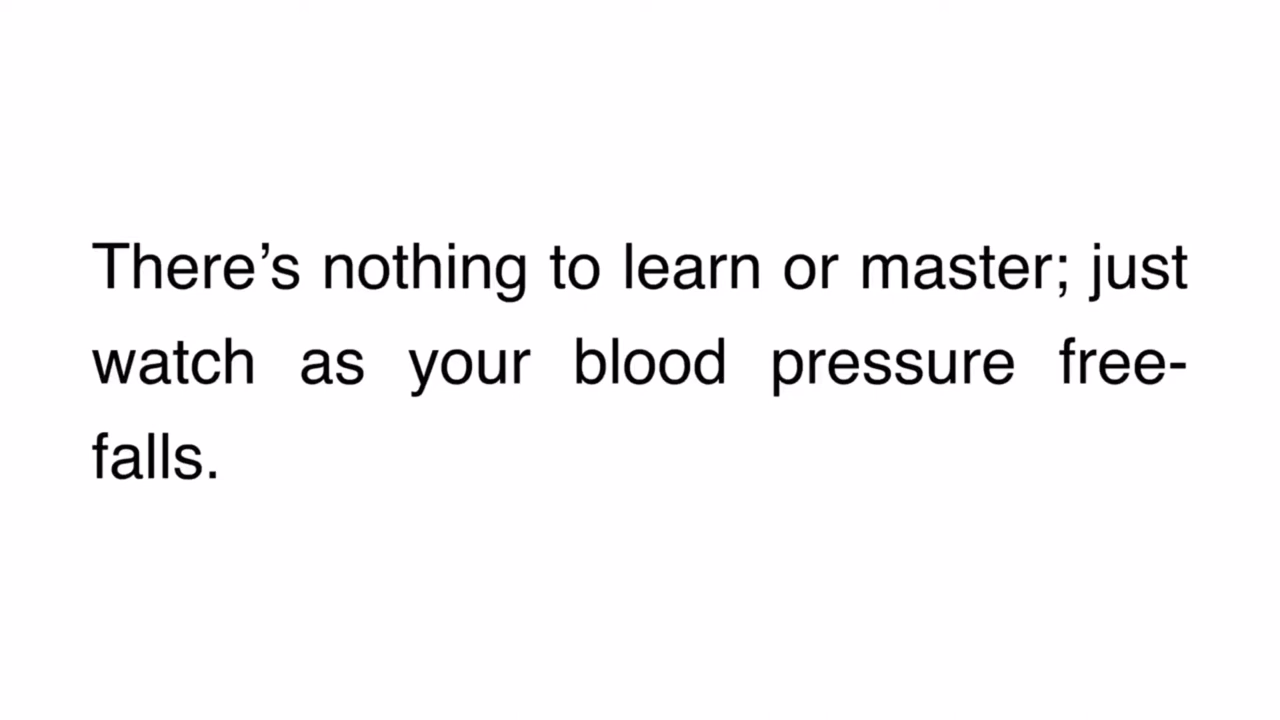 There’s nothing to learn or master; just
watch as your blood pressure free-
falls.